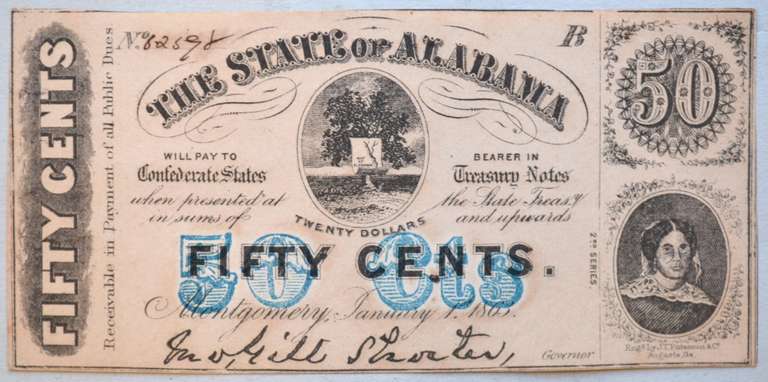 No. 62598 B
THE STATE OF ALABAMA
50
FIFTY CENTS
Receivable in Payment of all Public Dues
WILL PAY TO BEARER IN
Confederate States Treasury Notes
when presented at the State Treasy
in sums of TWENTY DOLLARS and upwards
50 Cts
FIFTY CENTS.
Montgomery, January 1. 1863.
Jno. Gill Shorter,
Governor
2ND SERIES
Engd. by J.T. Paterson & Co
Augusta, Ga.